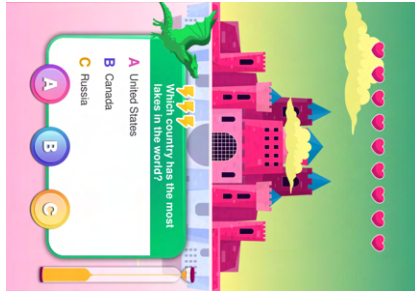 Which country has the most
lakes in the world?
A United States
B Canada
C Russia
A
B
C